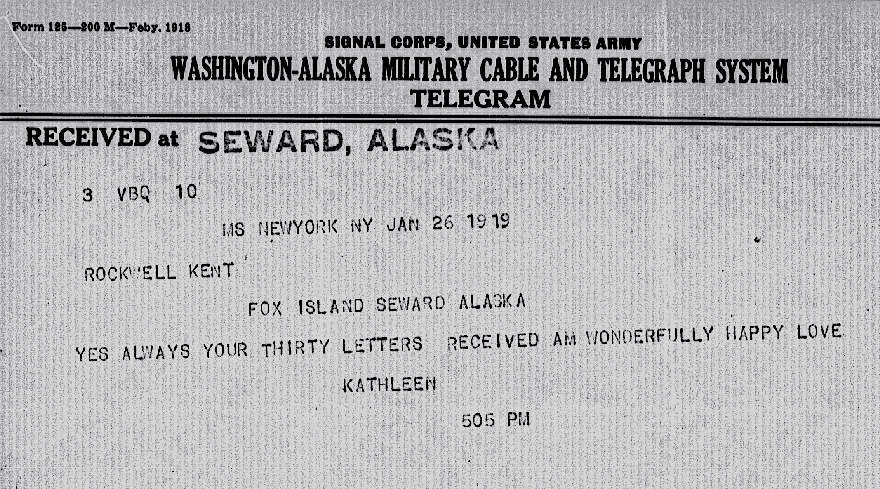 Form 125—200 M—Feby. 1918
SIGNAL CORPS, UNITED STATES ARMY
WASHINGTON-ALASKA MILITARY CABLE AND TELEGRAPH SYSTEM
TELEGRAM
RECEIVED at SEWARD, ALASKA
3 VBQ 10
MS NEWYORK NY JAN 26 1919
ROCKWELL KENT
FOX ISLAND SEWARD ALASKA
YES ALWAYS YOUR THIRTY LETTERS RECEIVED AM WONDERFULLY HAPPY LOVE
KATHLEEN
505 PM